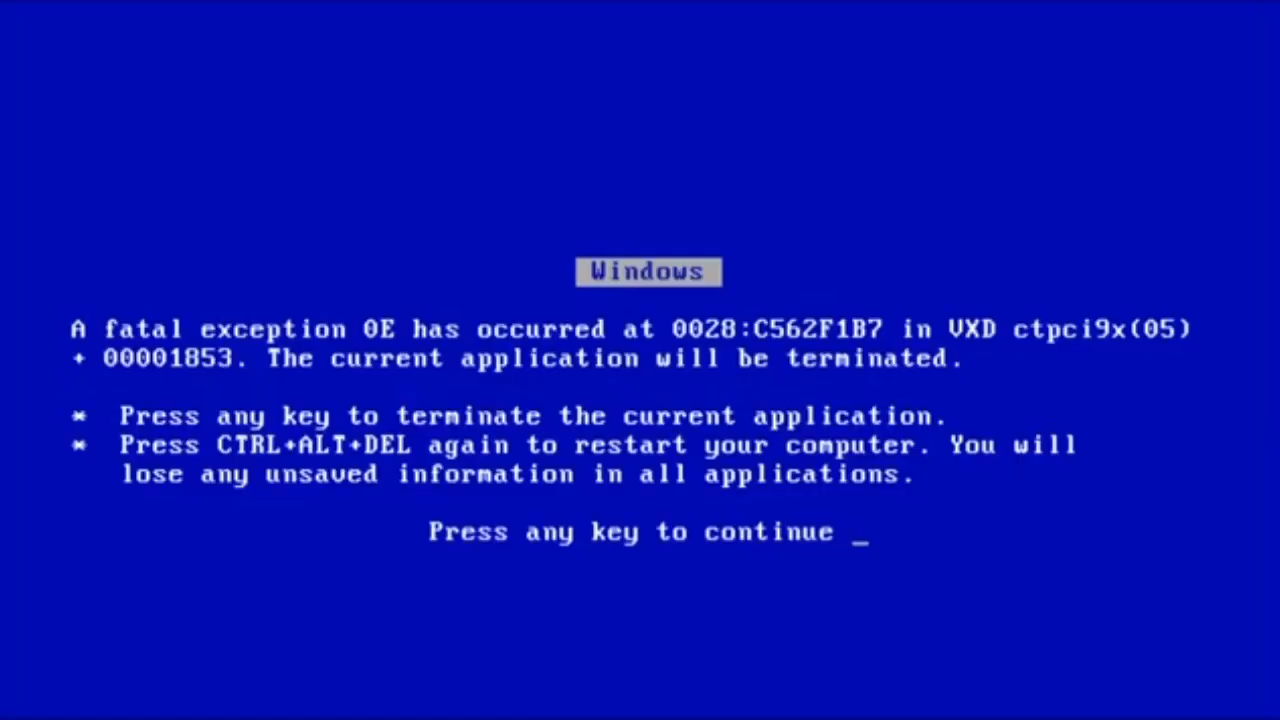 Windows
A fatal exception 0E has occurred at 0028:C562F1B7 in VXD ctpci9x(05)
+ 00001853. The current application will be terminated.
* Press any key to terminate the current application.
* Press CTRL+ALT+DEL again to restart your computer. You will
lose any unsaved information in all applications.
Press any key to continue _